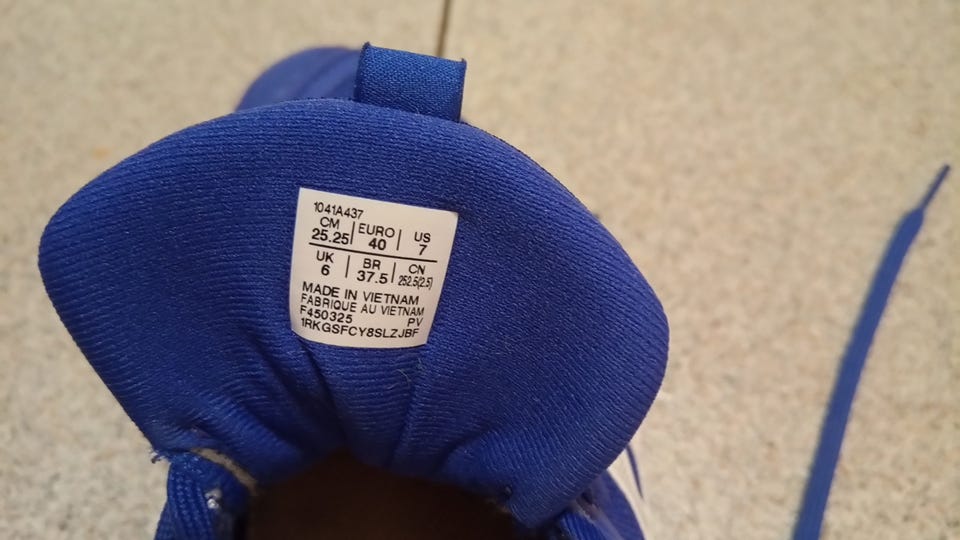 1041A437
CM 25.25 | EURO 40 | US 7
UK 6 | BR 37.5 | CN 252.5(2.5)
MADE IN VIETNAM
FABRIQUE AU VIETNAM
F450325 PV
1RKGSFCY8SLZJBF